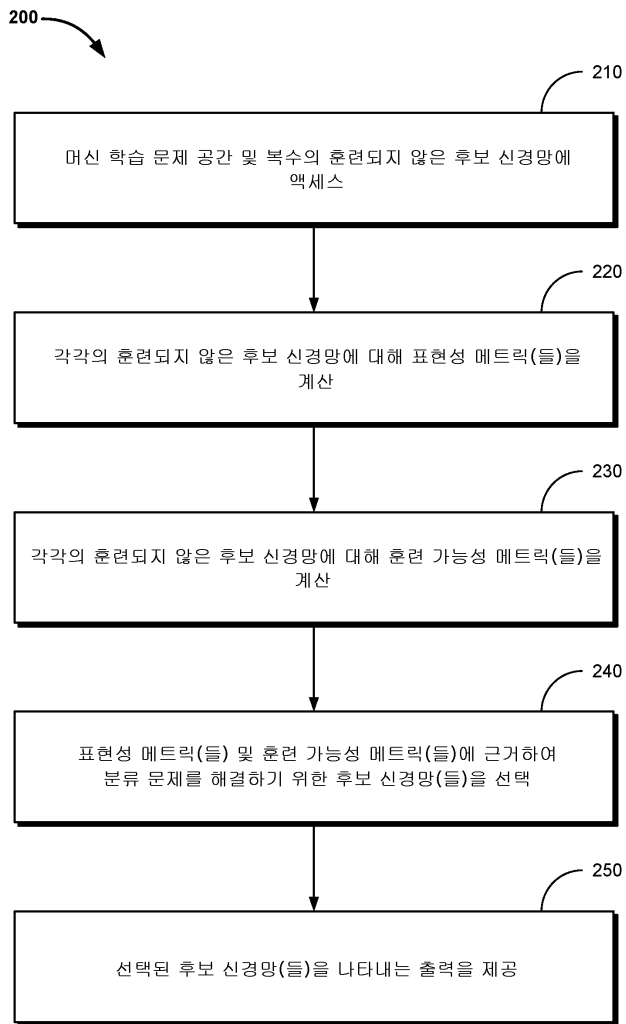 200
210
머신 학습 문제 공간 및 복수의 훈련되지 않은 후보 신경망에
액세스
220
각각의 훈련되지 않은 후보 신경망에 대해 표현성 메트릭(들)을
계산
230
각각의 훈련되지 않은 후보 신경망에 대해 훈련 가능성 메트릭(들)을
계산
240
표현성 메트릭(들) 및 훈련 가능성 메트릭(들)에 근거하여
분류 문제를 해결하기 위한 후보 신경망(들)을 선택
250
선택된 후보 신경망(들)을 나타내는 출력을 제공